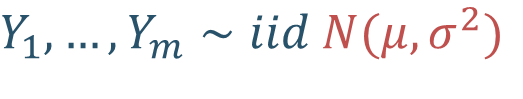 Y₁, … , Yₘ ~ iid N(μ, σ²)